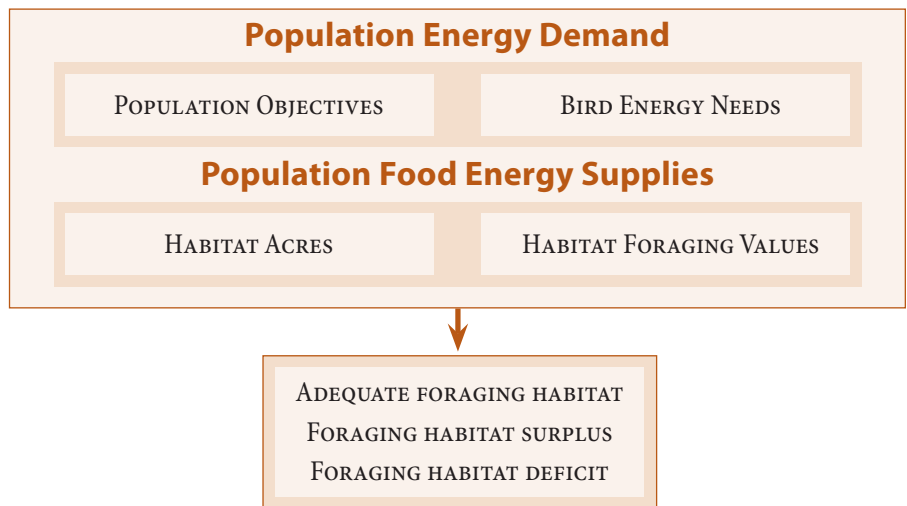 Population Energy Demand
Population Objectives
Bird Energy Needs
Population Food Energy Supplies
Habitat Acres
Habitat Foraging Values
Adequate foraging habitat
Foraging habitat surplus
Foraging habitat deficit